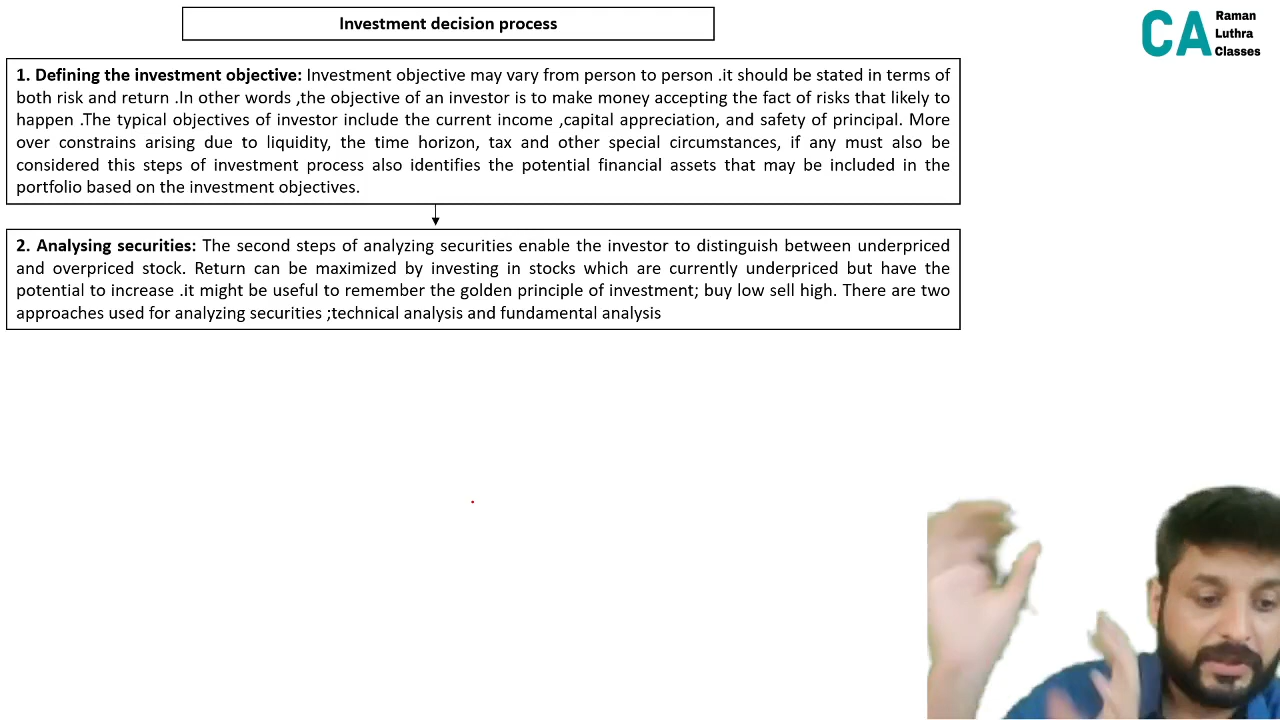 Investment decision process
CA Raman
Luthra
Classes
1. Defining the investment objective: Investment objective may vary from person to person .it should be stated in terms of
both risk and return .In other words ,the objective of an investor is to make money accepting the fact of risks that likely to
happen .The typical objectives of investor include the current income ,capital appreciation, and safety of principal. More
over constrains arising due to liquidity, the time horizon, tax and other special circumstances, if any must also be
considered this steps of investment process also identifies the potential financial assets that may be included in the
portfolio based on the investment objectives.
2. Analysing securities: The second steps of analyzing securities enable the investor to distinguish between underpriced
and overpriced stock. Return can be maximized by investing in stocks which are currently underpriced but have the
potential to increase .it might be useful to remember the golden principle of investment; buy low sell high. There are two
approaches used for analyzing securities ;technical analysis and fundamental analysis